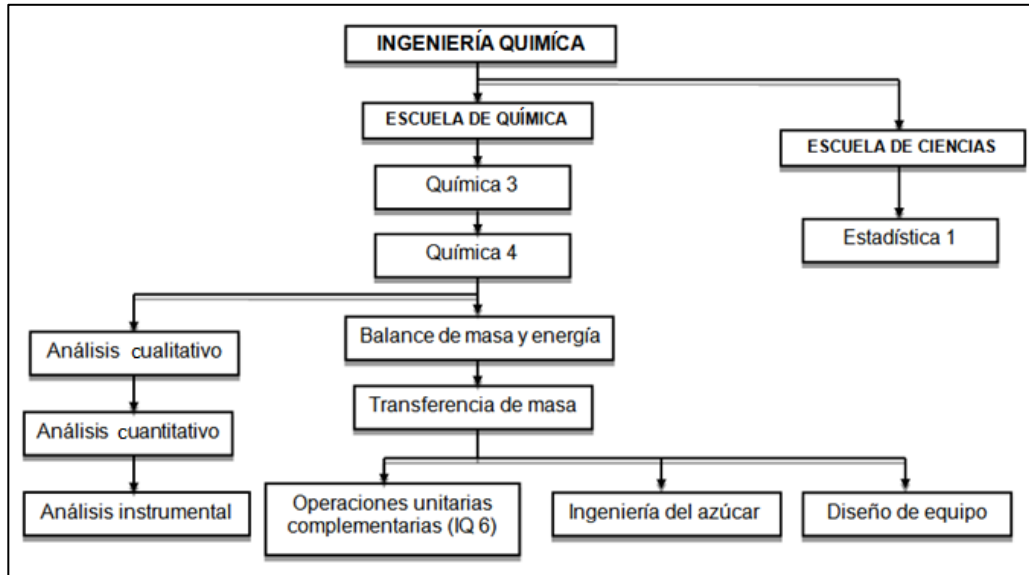 INGENIERÍA QUIMÍCA
ESCUELA DE QUÍMICA
ESCUELA DE CIENCIAS
Química 3
Estadística 1
Química 4
Análisis cualitativo
Balance de masa y energía
Análisis cuantitativo
Transferencia de masa
Análisis instrumental
Operaciones unitarias
complementarias (IQ 6)
Ingeniería del azúcar
Diseño de equipo